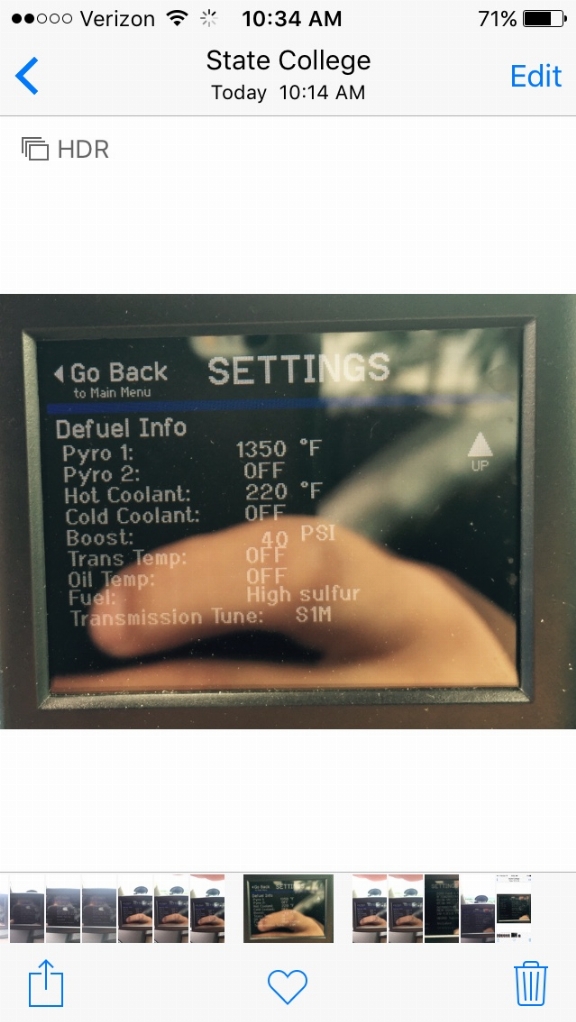 Verizon 10:34 AM 71%
State College
Today 10:14 AM
Edit
HDR
Go Back SETTINGS
to Main Menu
Defuel Info
Pyro 1: 1350 °F
Pyro 2: OFF
UP
Hot Coolant: 220 °F
Cold Coolant: OFF
Boost: 40 PSI
Trans Temp: OFF
Oil Temp: OFF
Fuel: High sulfur
Transmission Tune: S1M